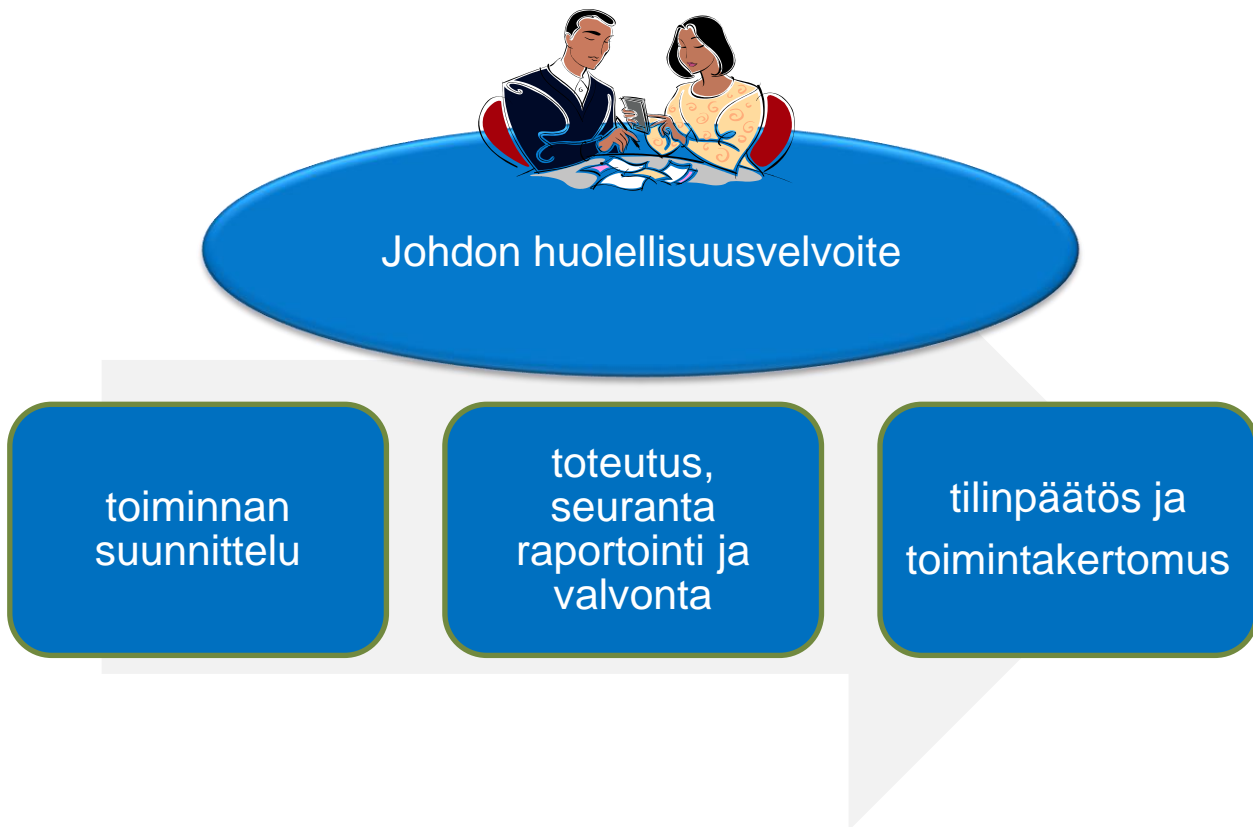 Johdon huolellisuusvelvoite
toiminnan
suunnittelu
toteutus,
seuranta
raportointi ja
valvonta
tilinpäätös ja
toimintakertomus